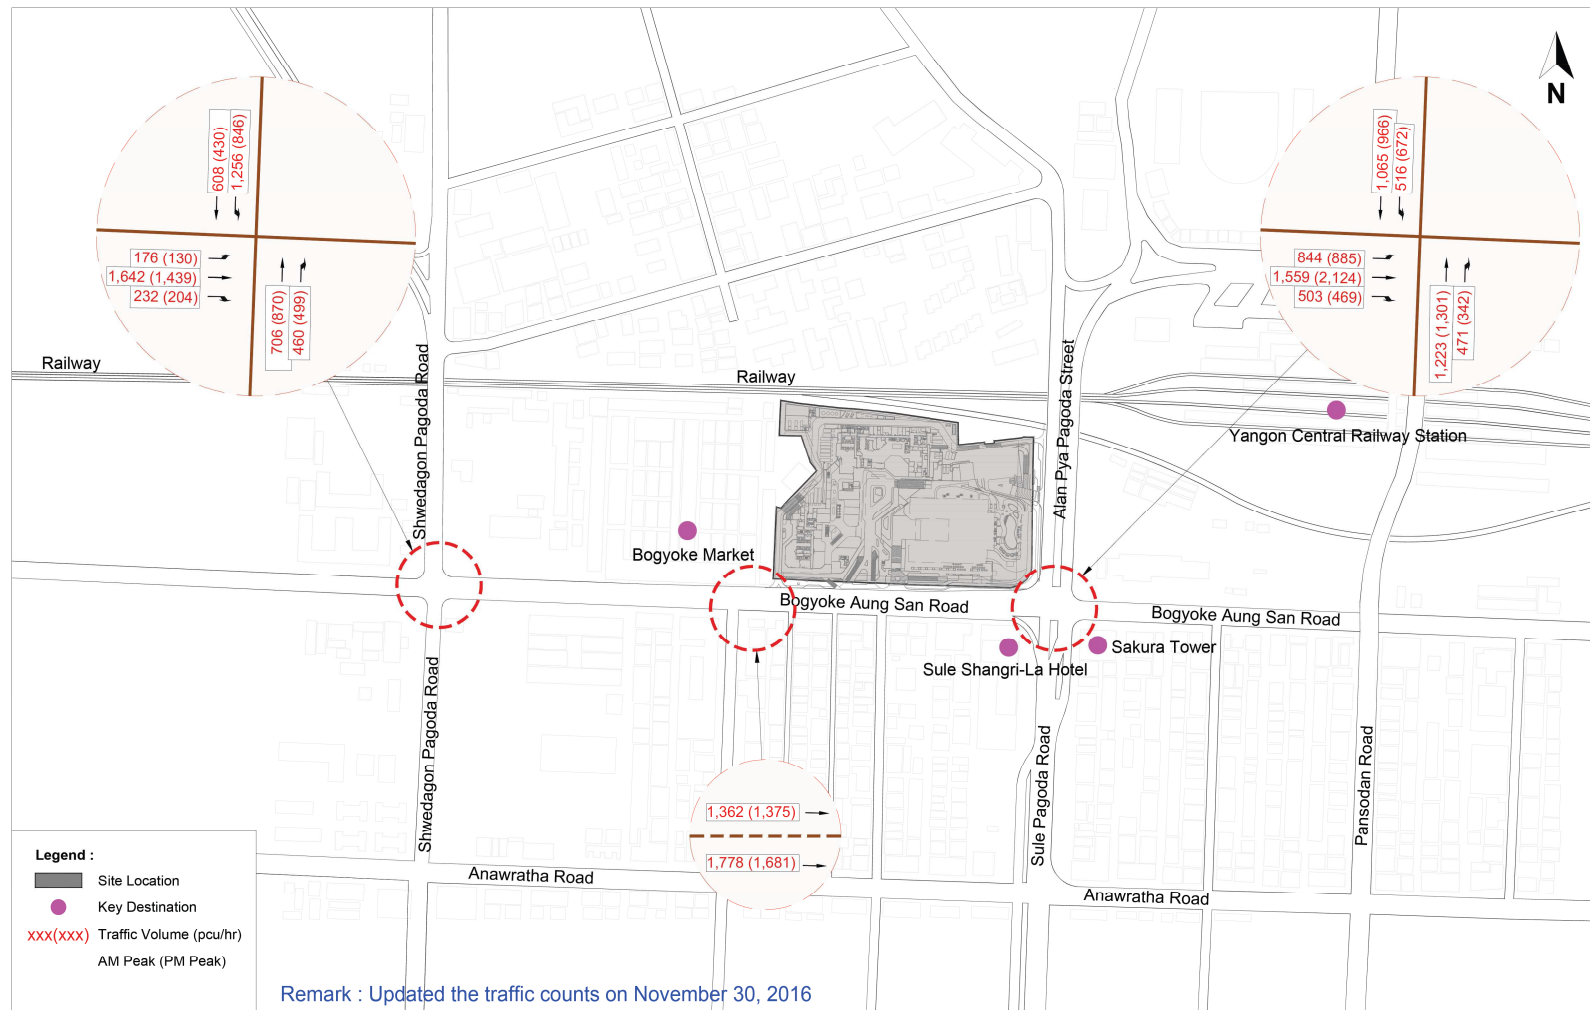 N
608 (430)
1,256 (846)
176 (130)
1,642 (1,439)
232 (204)
706 (870)
460 (499)
1,065 (966)
516 (672)
844 (885)
1,559 (2,124)
503 (469)
1,223 (1,301)
471 (342)
Railway
Railway
Shwedagon Pagoda Road
Alan Pya Pagoda Street
Yangon Central Railway Station
Bogyoke Market
Bogyoke Aung San Road
Bogyoke Aung San Road
Sakura Tower
Sule Shangri-La Hotel
Shwedagon Pagoda Road
Sule Pagoda Road
Pansodan Road
1,362 (1,375)
1,778 (1,681)
Anawratha Road
Anawratha Road
Legend :
Site Location
Key Destination
xxx(xxx) Traffic Volume (pcu/hr)
AM Peak (PM Peak)
Remark : Updated the traffic counts on November 30, 2016